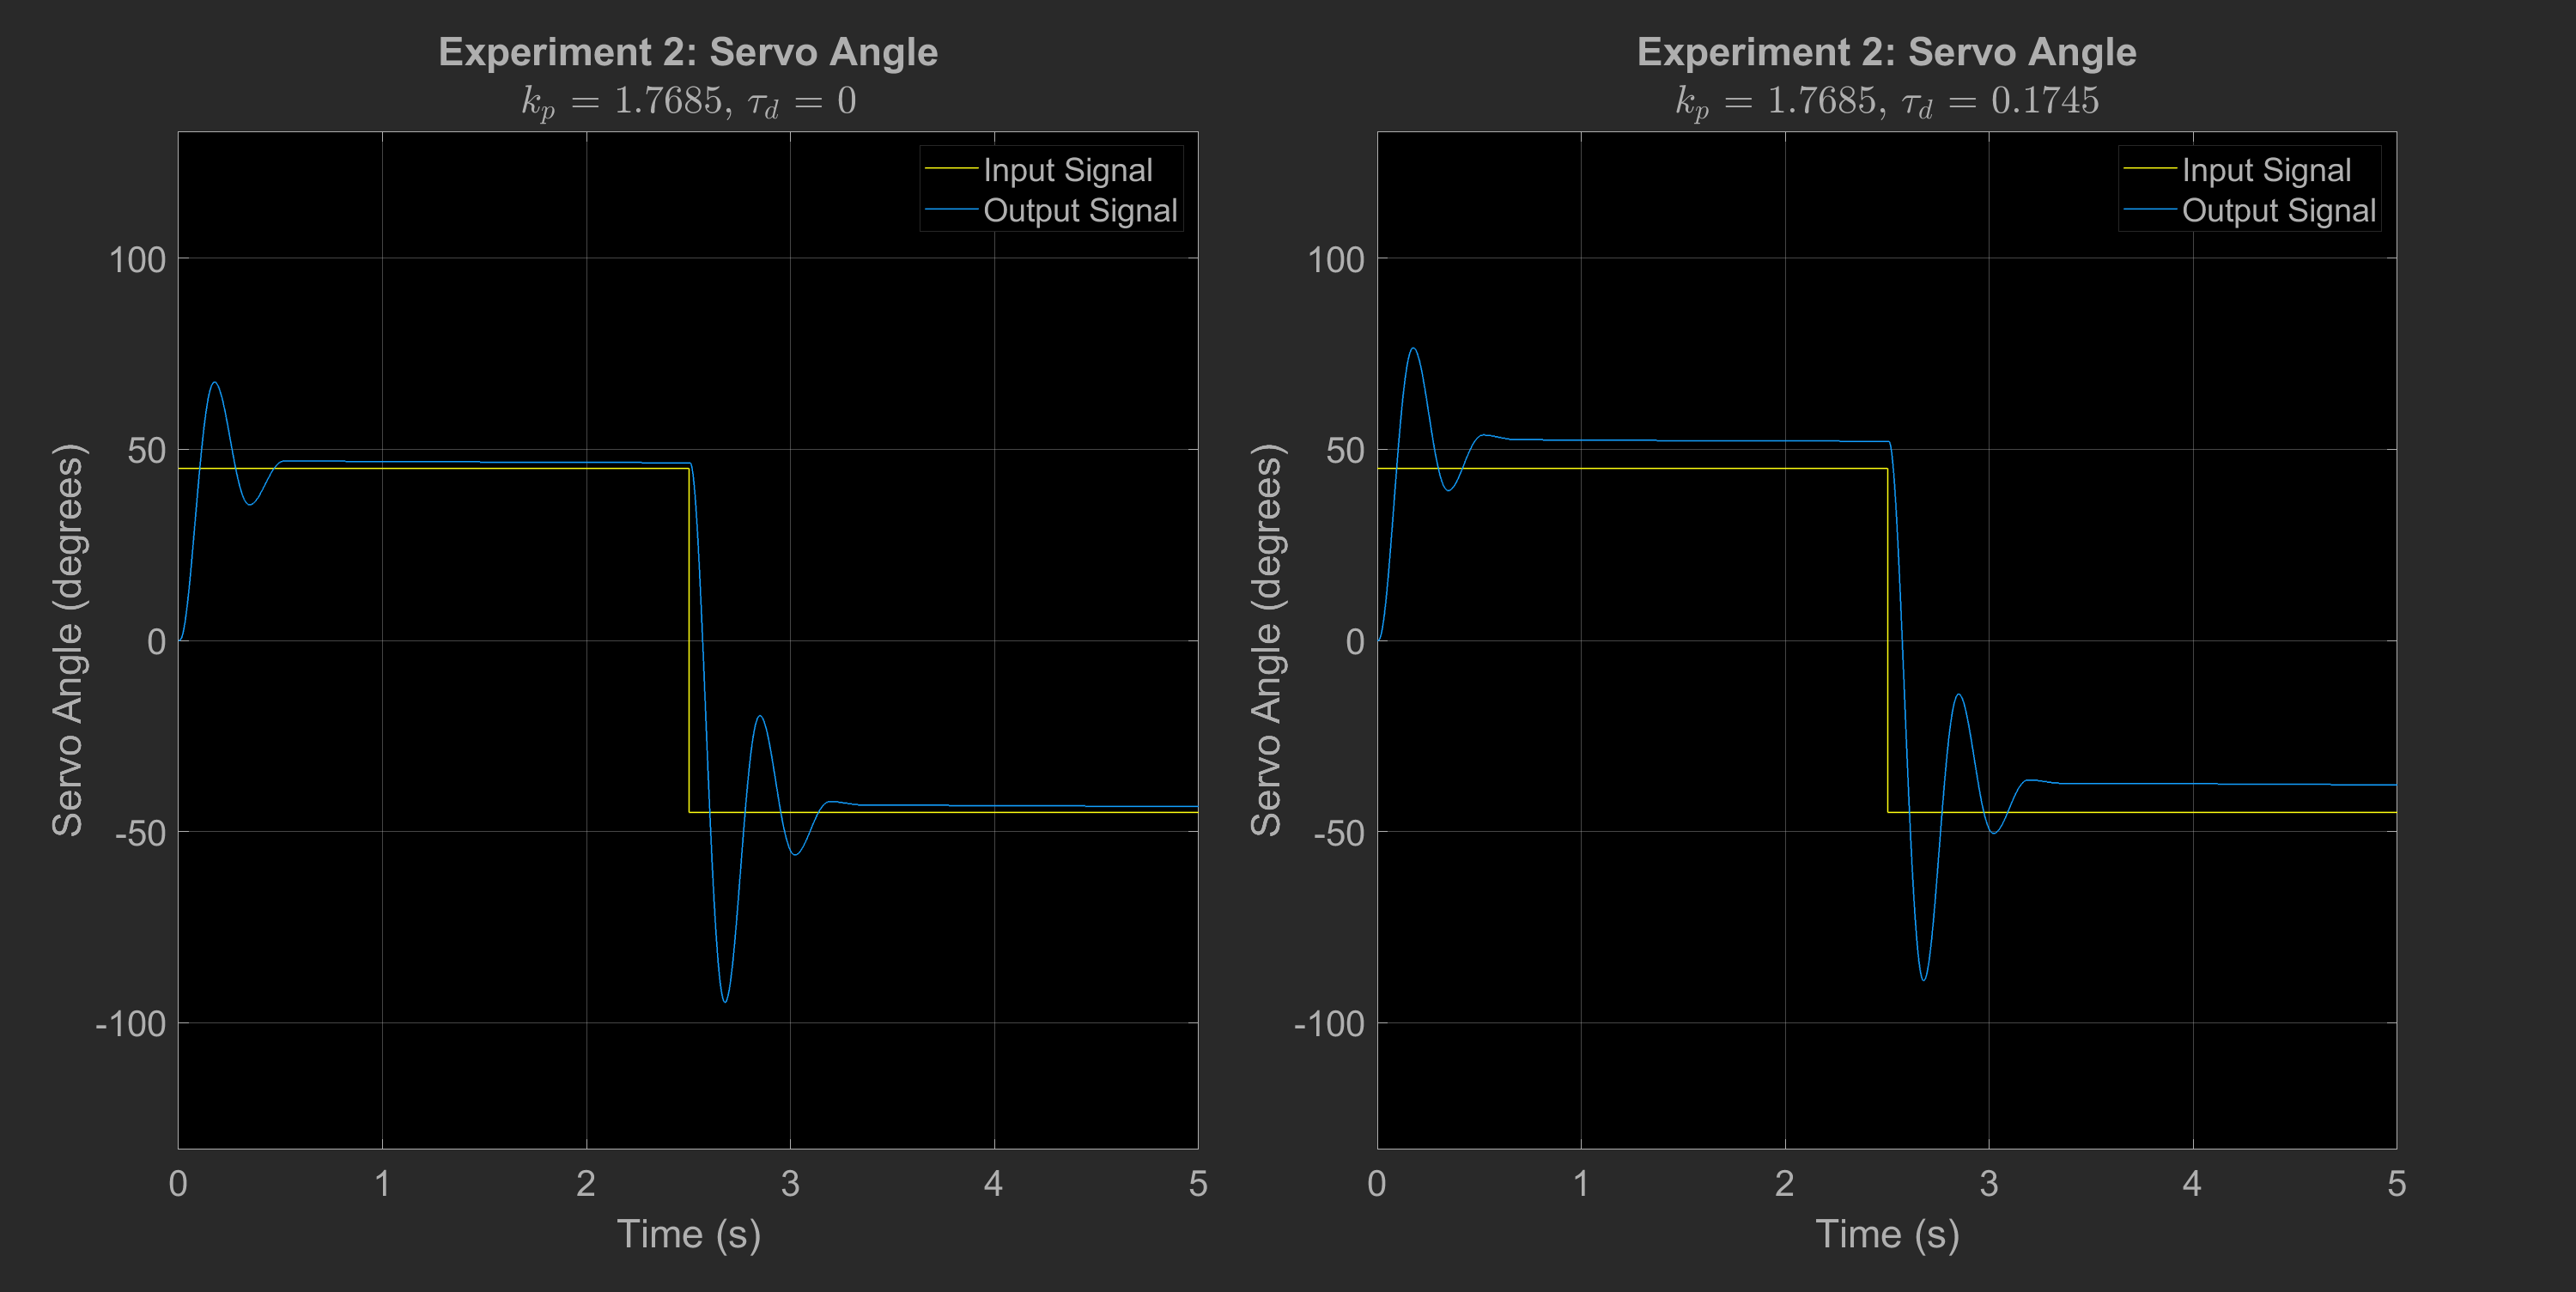 Experiment 2: Servo Angle
k_p = 1.7685, τ_d = 0
Input Signal
Output Signal
100
50
0
-50
-100
Servo Angle (degrees)
0 1 2 3 4 5
Time (s)
Experiment 2: Servo Angle
k_p = 1.7685, τ_d = 0.1745
Input Signal
Output Signal
100
50
0
-50
-100
Servo Angle (degrees)
0 1 2 3 4 5
Time (s)